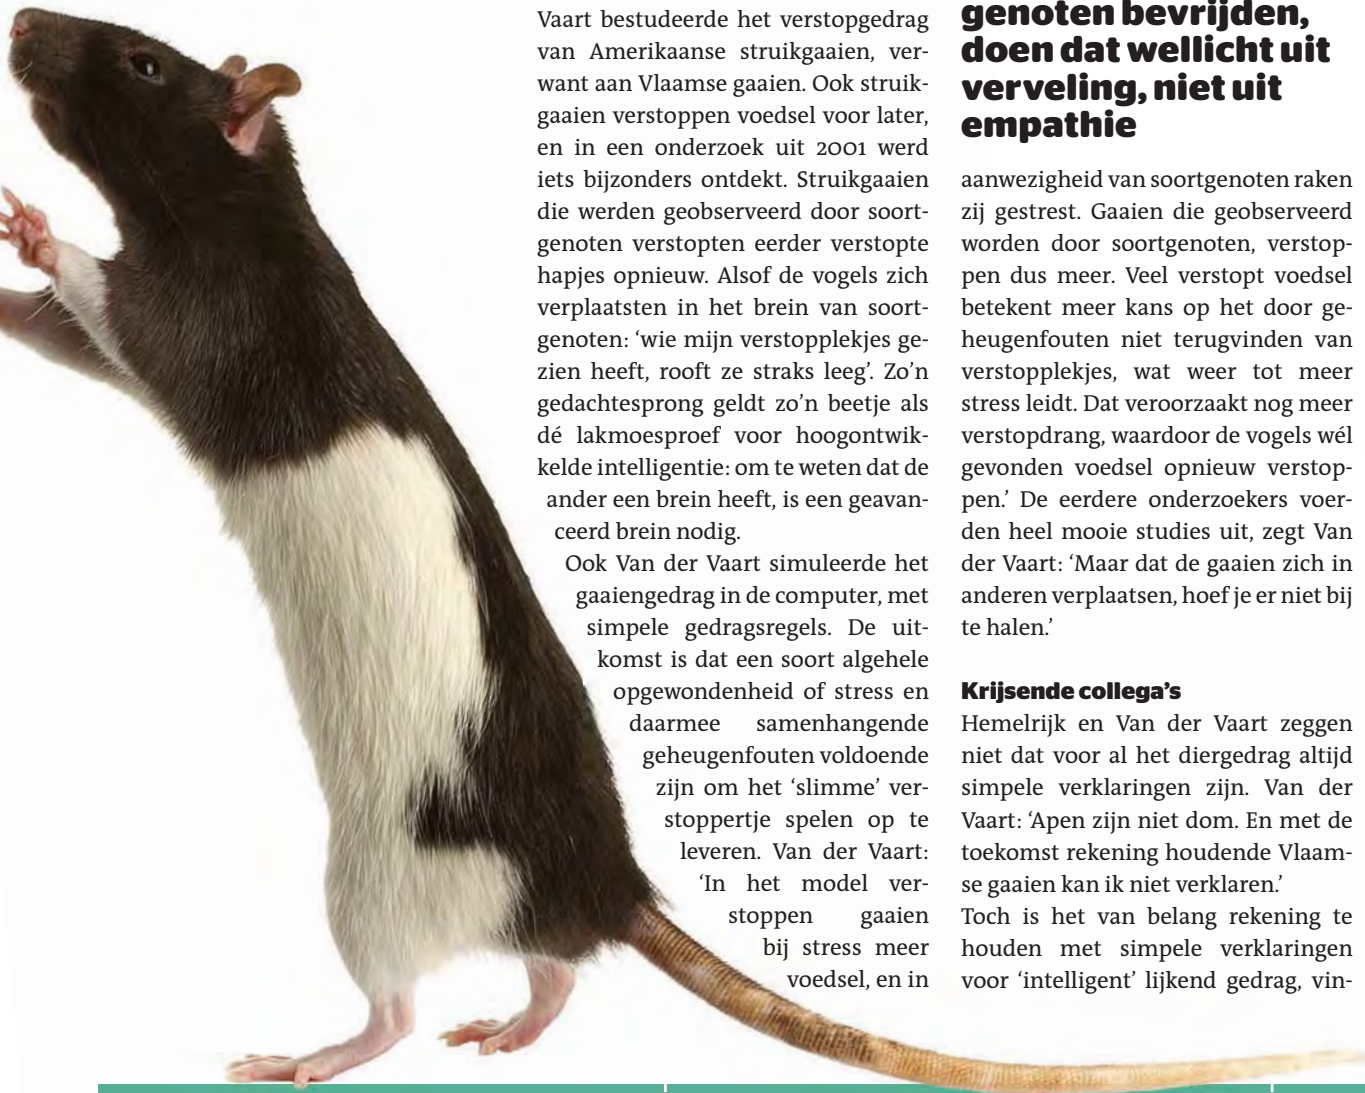 Vaart bestudeerde het verstopgedrag
van Amerikaanse struikgaaien, ver-
want aan Vlaamse gaaien. Ook struik-
gaaien verstoppen voedsel voor later,
en in een onderzoek uit 2001 werd
iets bijzonders ontdekt. Struikgaaien
die werden geobserveerd door soort-
genoten verstopten eerder verstopte
hapjes opnieuw. Alsof de vogels zich
verplaatsten in het brein van soort-
genoten: ‘wie mijn verstopplekjes ge-
zien heeft, rooft ze straks leeg’. Zo’n
gedachtesprong geldt zo’n beetje als
dé lakmoesproef voor hoogontwik-
kelde intelligentie: om te weten dat de
ander een brein heeft, is een geavan-
ceerd brein nodig.
Ook Van der Vaart simuleerde het
gaaiengedrag in de computer, met
simpele gedragsregels. De uit-
komst is dat een soort algehele
opgewondenheid of stress en
daarmee samenhangende
geheugenfouten voldoende
zijn om het ‘slimme’ ver-
stoppertje spelen op te
leveren. Van der Vaart:
‘In het model ver-
stoppen gaaien
bij stress meer
voedsel, en in
genoten bevrijden,
doen dat wellicht uit
verveling, niet uit
empathie
aanwezigheid van soortgenoten raken
zij gestrest. Gaaien die geobserveerd
worden door soortgenoten, verstop-
pen dus meer. Veel verstopt voedsel
betekent meer kans op het door ge-
heugenfouten niet terugvinden van
verstopplekjes, wat weer tot meer
stress leidt. Dat veroorzaakt nog meer
verstopdrang, waardoor de vogels wél
gevonden voedsel opnieuw verstop-
pen.’ De eerdere onderzoekers voer-
den heel mooie studies uit, zegt Van
der Vaart: ‘Maar dat de gaaien zich in
anderen verplaatsen, hoef je er niet bij
te halen.’
Krijsende collega’s
Hemelrijk en Van der Vaart zeggen
niet dat voor al het diergedrag altijd
simpele verklaringen zijn. Van der
Vaart: ‘Apen zijn niet dom. En met de
toekomst rekening houdende Vlaam-
se gaaien kan ik niet verklaren.’
Toch is het van belang rekening te
houden met simpele verklaringen
voor ‘intelligent’ lijkend gedrag, vin-